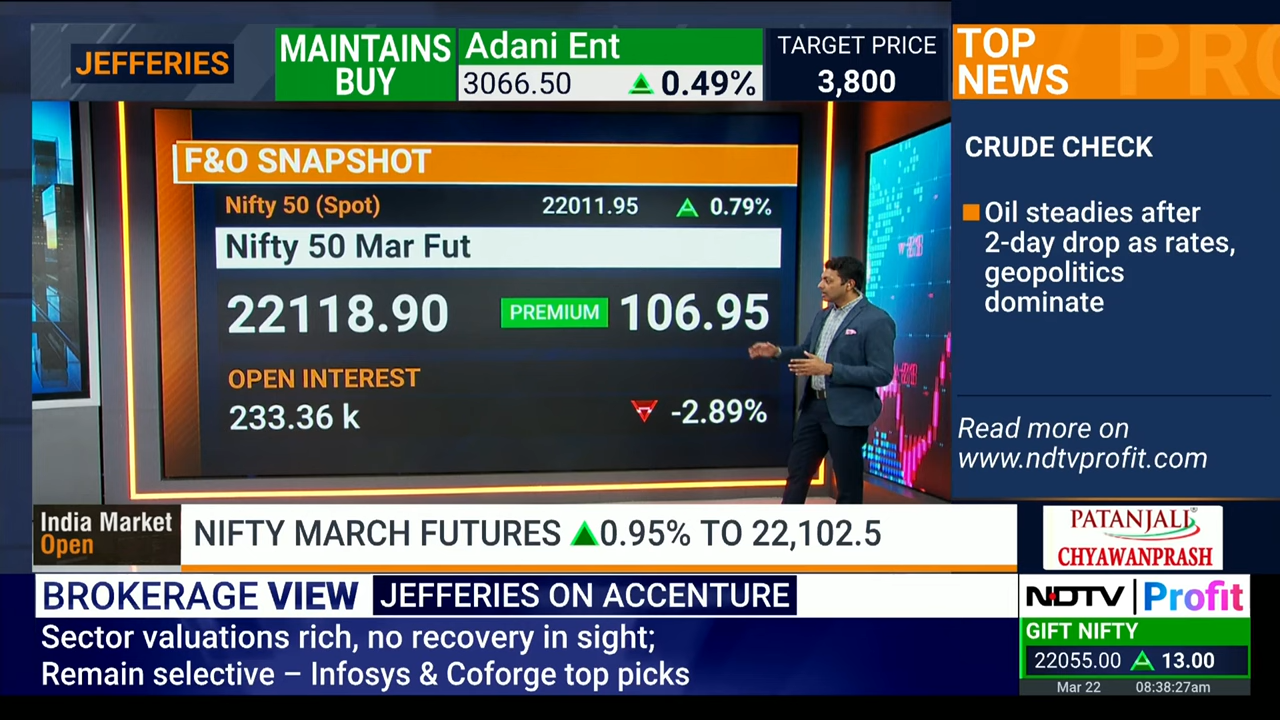 JEFFERIES
MAINTAINS
BUY
Adani Ent
3066.50 ▲ 0.49%
TARGET PRICE
3,800
TOP
NEWS
F&O SNAPSHOT
Nifty 50 (Spot) 22011.95 ▲ 0.79%
Nifty 50 Mar Fut
22118.90 PREMIUM 106.95
OPEN INTEREST
233.36 k ▼ -2.89%
CRUDE CHECK
Oil steadies after
2-day drop as rates,
geopolitics
dominate
Read more on
www.ndtvprofit.com
India Market
Open
NIFTY MARCH FUTURES ▲0.95% TO 22,102.5
PATANJALI
CHYAWANPRASH
BROKERAGE VIEW JEFFERIES ON ACCENTURE
Sector valuations rich, no recovery in sight;
Remain selective – Infosys & Coforge top picks
NDTV Profit
GIFT NIFTY
22055.00 ▲ 13.00
Mar 22 08:38:27am